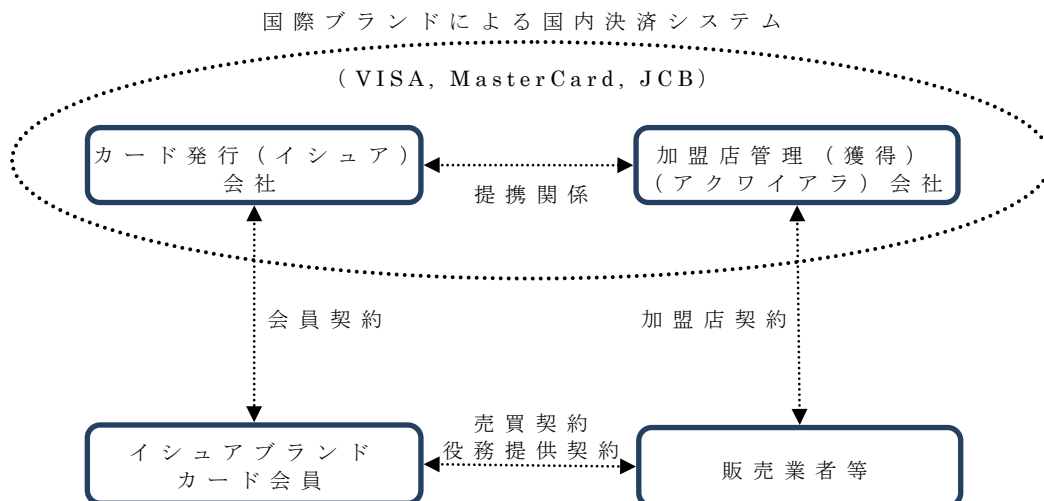 国際ブランドによる国内決済システム
(VISA, MasterCard, JCB)
カード発行(イシュア)
会社
加盟店管理(獲得)
(アクワイアラ)会社
提携関係
会員契約
加盟店契約
売買契約
役務提供契約
イシュアブランド
カード会員
販売業者等